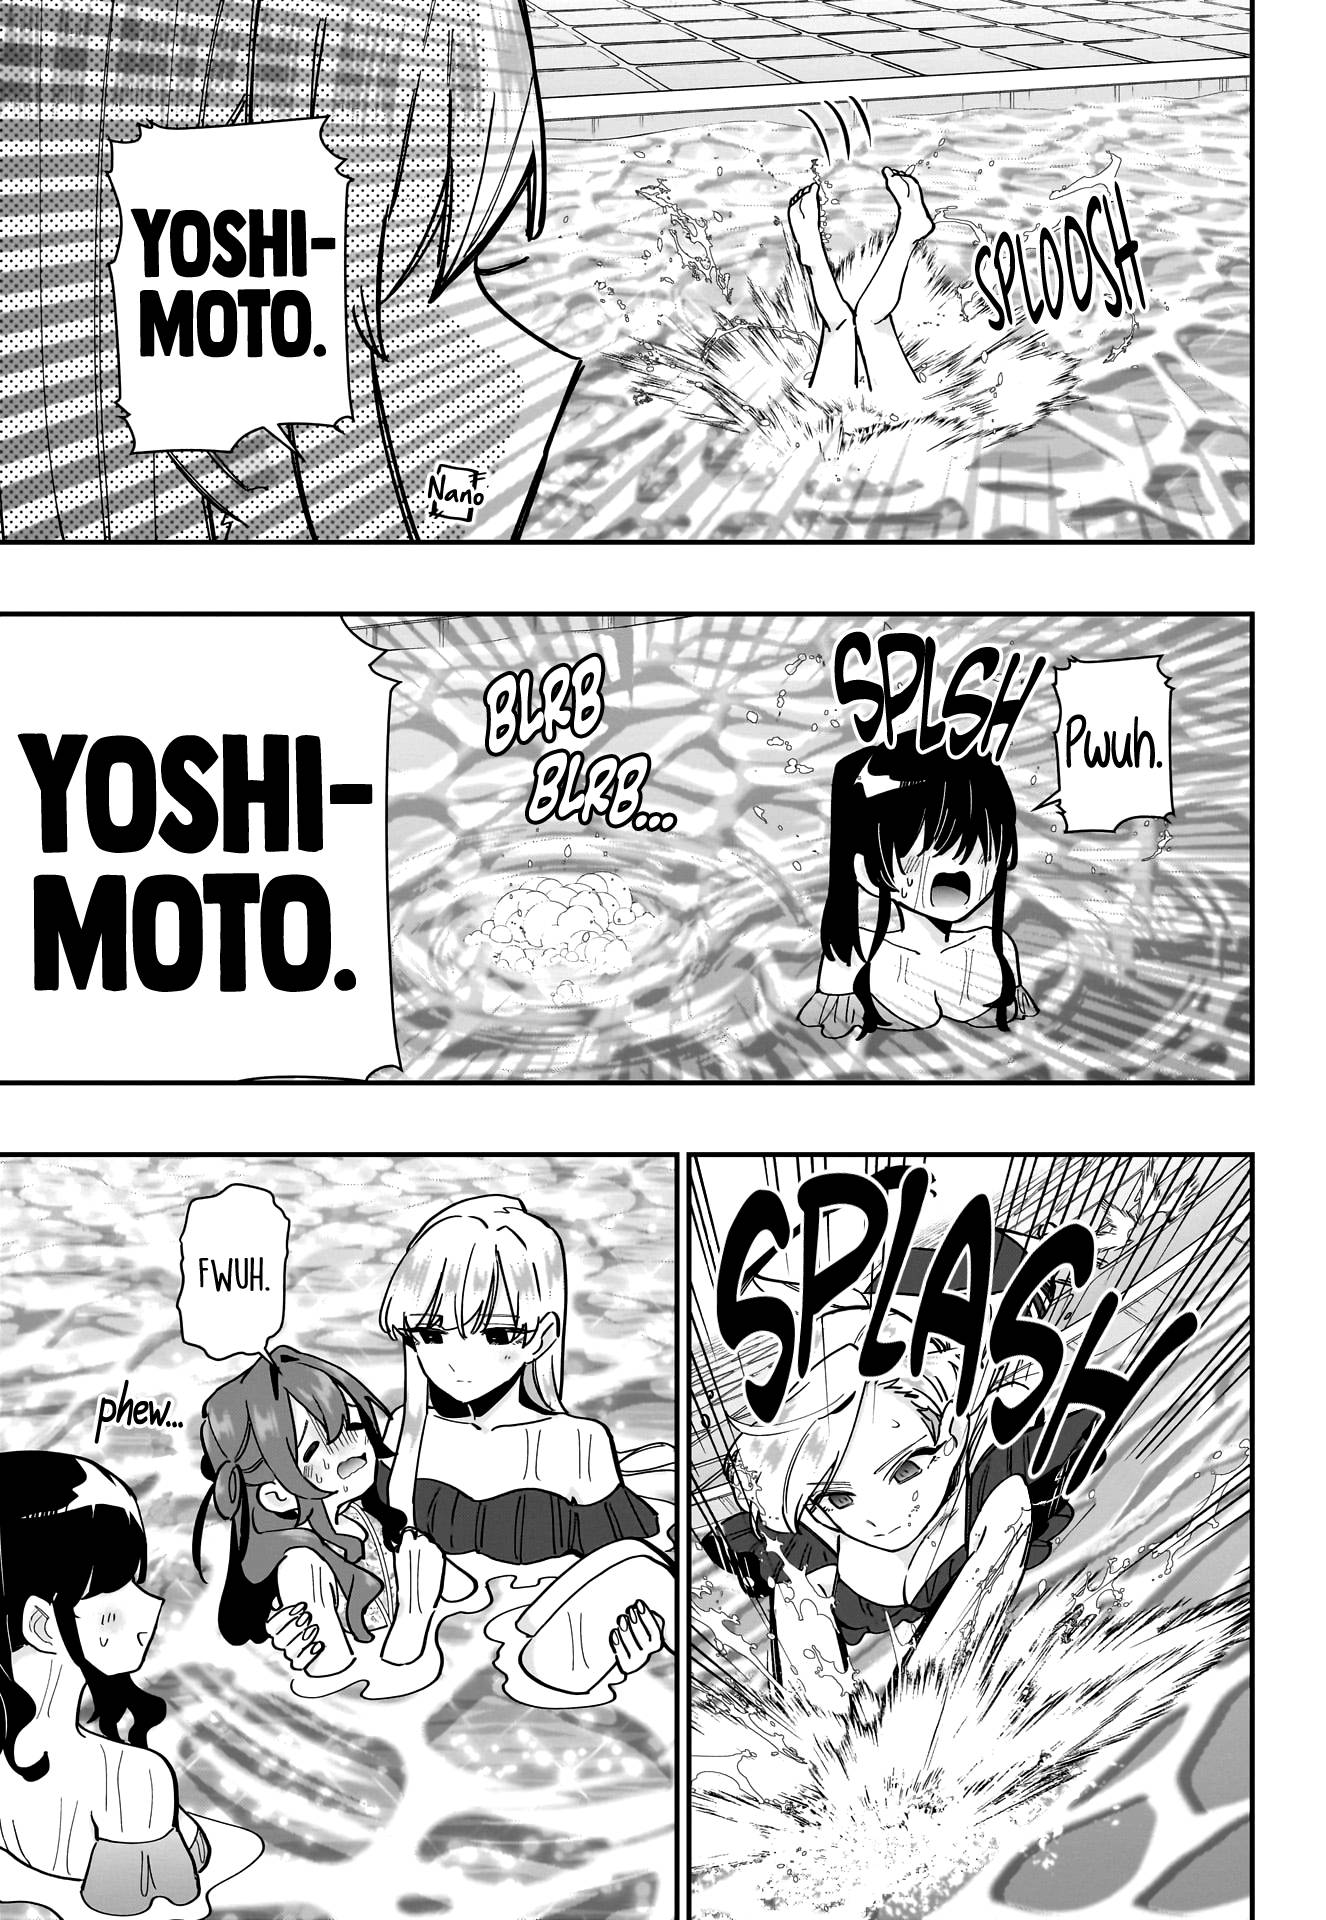 SPLOOSH
YOSHI-
MOTO.
Nano
Pwuh.
SPLSH
BLRB
BLRB...
YOSHI-
MOTO.
SPLASH
FWUH.
phew...